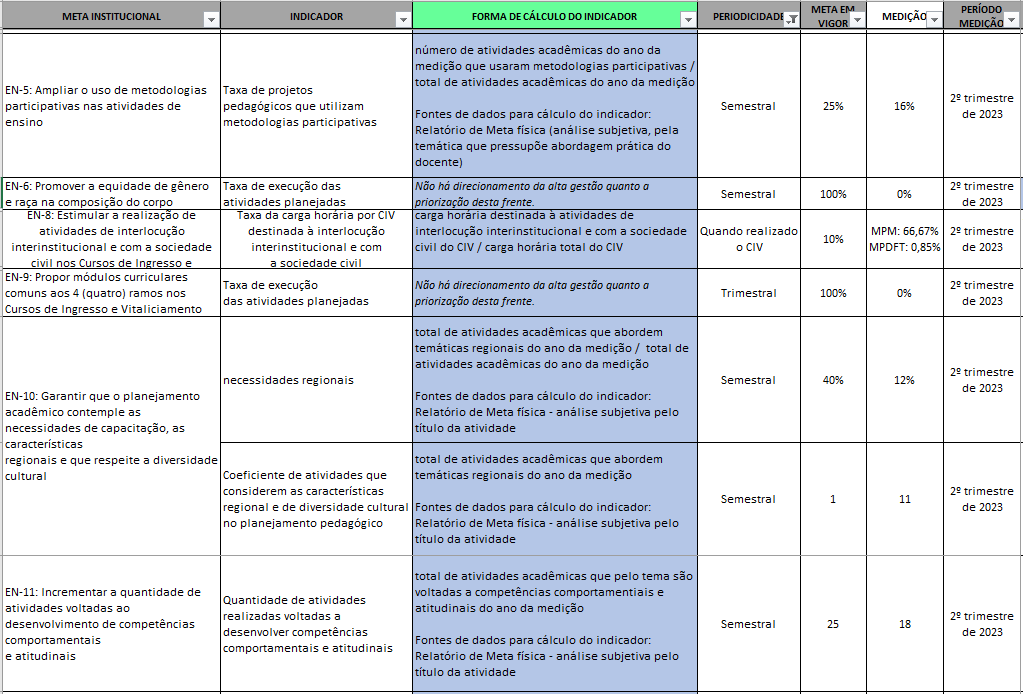 META INSTITUCIONAL
INDICADOR
FORMA DE CÁLCULO DO INDICADOR
PERIODICIDADE
META EM
VIGOR
MEDIÇÃO
PERÍODO
MEDIÇÃO
EN-5: Ampliar o uso de metodologias
participativas nas atividades de
ensino
Taxa de projetos
pedagógicos que utilizam
metodologias participativas
número de atividades acadêmicas do ano da
medição que usaram metodologias participativas /
total de atividades acadêmicas do ano da medição
Fontes de dados para cálculo do indicador:
Relatório de Meta física (análise subjetiva, pela
temática que pressupõe abordagem prática do
docente)
Semestral
25%
16%
2º trimestre
de 2023
EN-6: Promover a equidade de gênero
e raça na composição do corpo
Taxa de execução das
atividades planejadas
Não há direcionamento da alta gestão quanto a
priorização desta frente.
Semestral
100%
0%
2º trimestre
de 2023
EN-8: Estimular a realização de
atividades de interlocução
interinstitucional e com a sociedade
civil nos Cursos de Ingresso e
Taxa da carga horária por CIV
destinada à interlocução
interinstitucional e com
a sociedade civil
carga horária destinada à atividades de
interlocução interinstitucional e com a sociedade
civil do CIV / carga horária total do CIV
Quando realizado
o CIV
10%
MPM: 66,67%
MPDFT: 0,85%
2º trimestre
de 2023
EN-9: Propor módulos curriculares
comuns aos 4 (quatro) ramos nos
Cursos de Ingresso e Vitaliciamento
Taxa de execução
das atividades planejadas
Não há direcionamento da alta gestão quanto a
priorização desta frente.
Trimestral
100%
0%
2º trimestre
de 2023
EN-10: Garantir que o planejamento
acadêmico contemple as
necessidades de capacitação, as
características
regionais e que respeite a diversidade
cultural
necessidades regionais
total de atividades acadêmicas que abordem
temáticas regionais do ano da medição / total de
atividades acadêmicas do ano da medição
Fontes de dados para cálculo do indicador:
Relatório de Meta física - análise subjetiva pelo
título da atividade
Semestral
40%
12%
2º trimestre
de 2023
Coeficiente de atividades que
considerem as características
regional e de diversidade cultural
no planejamento pedagógico
total de atividades acadêmicas que abordem
temáticas regionais do ano da medição
Fontes de dados para cálculo do indicador:
Relatório de Meta física - análise subjetiva pelo
título da atividade
Semestral
1
11
2º trimestre
de 2023
EN-11: Incrementar a quantidade de
atividades voltadas ao
desenvolvimento de competências
comportamentais
e atitudinais
Quantidade de atividades
realizadas voltadas a
desenvolver competências
comportamentais e atitudinais
total de atividades acadêmicas que pelo tema são
voltadas a competências comportamentiais e
atitudinais do ano da medição
Fontes de dados para cálculo do indicador:
Relatório de Meta física - análise subjetiva pelo
título da atividade
Semestral
25
18
2º trimestre
de 2023